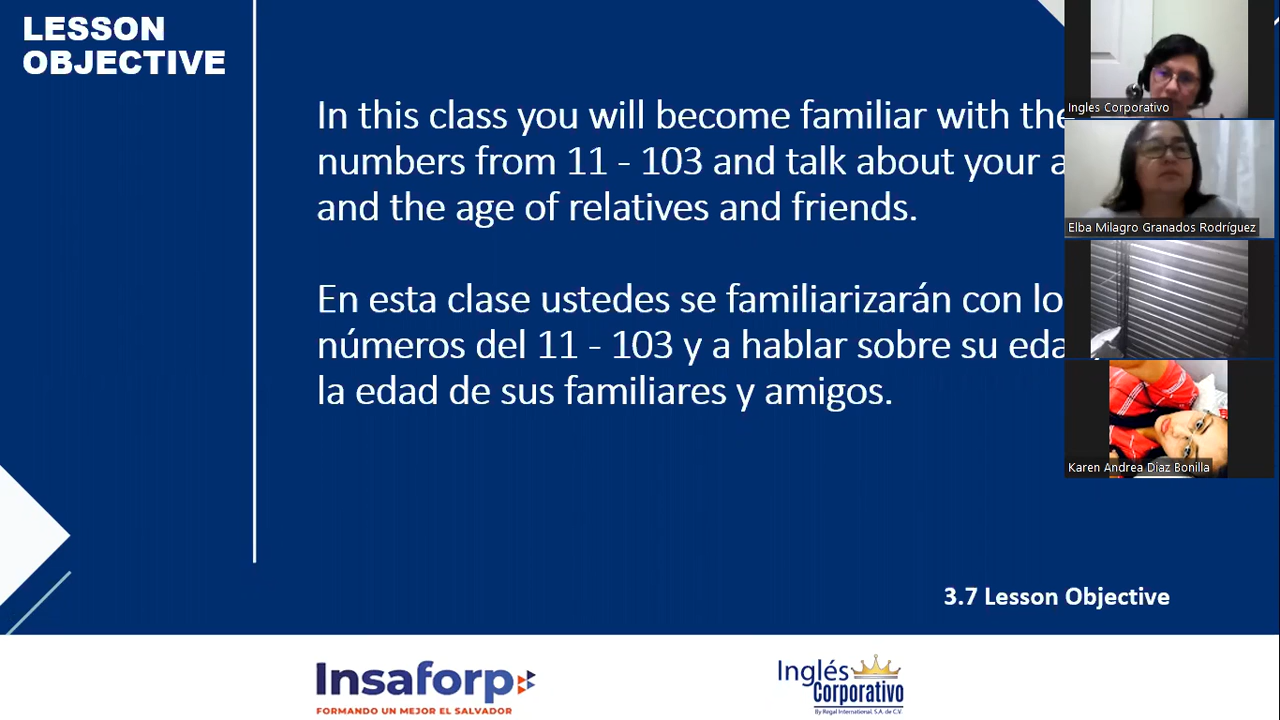 LESSON
OBJECTIVE
In this class you will become familiar with the
numbers from 11 - 103 and talk about your a
and the age of relatives and friends.
En esta clase ustedes se familiarizarán con lo
números del 11 - 103 y a hablar sobre su eda
la edad de sus familiares y amigos.
3.7 Lesson Objective
Insaforp
FORMANDO UN MEJOR EL SALVADOR
Inglés
Corporativo
By Regal International, S.A. de C.V.
Ingles Corporativo
Elba Milagro Granados Rodríguez
Karen Andrea Diaz Bonilla